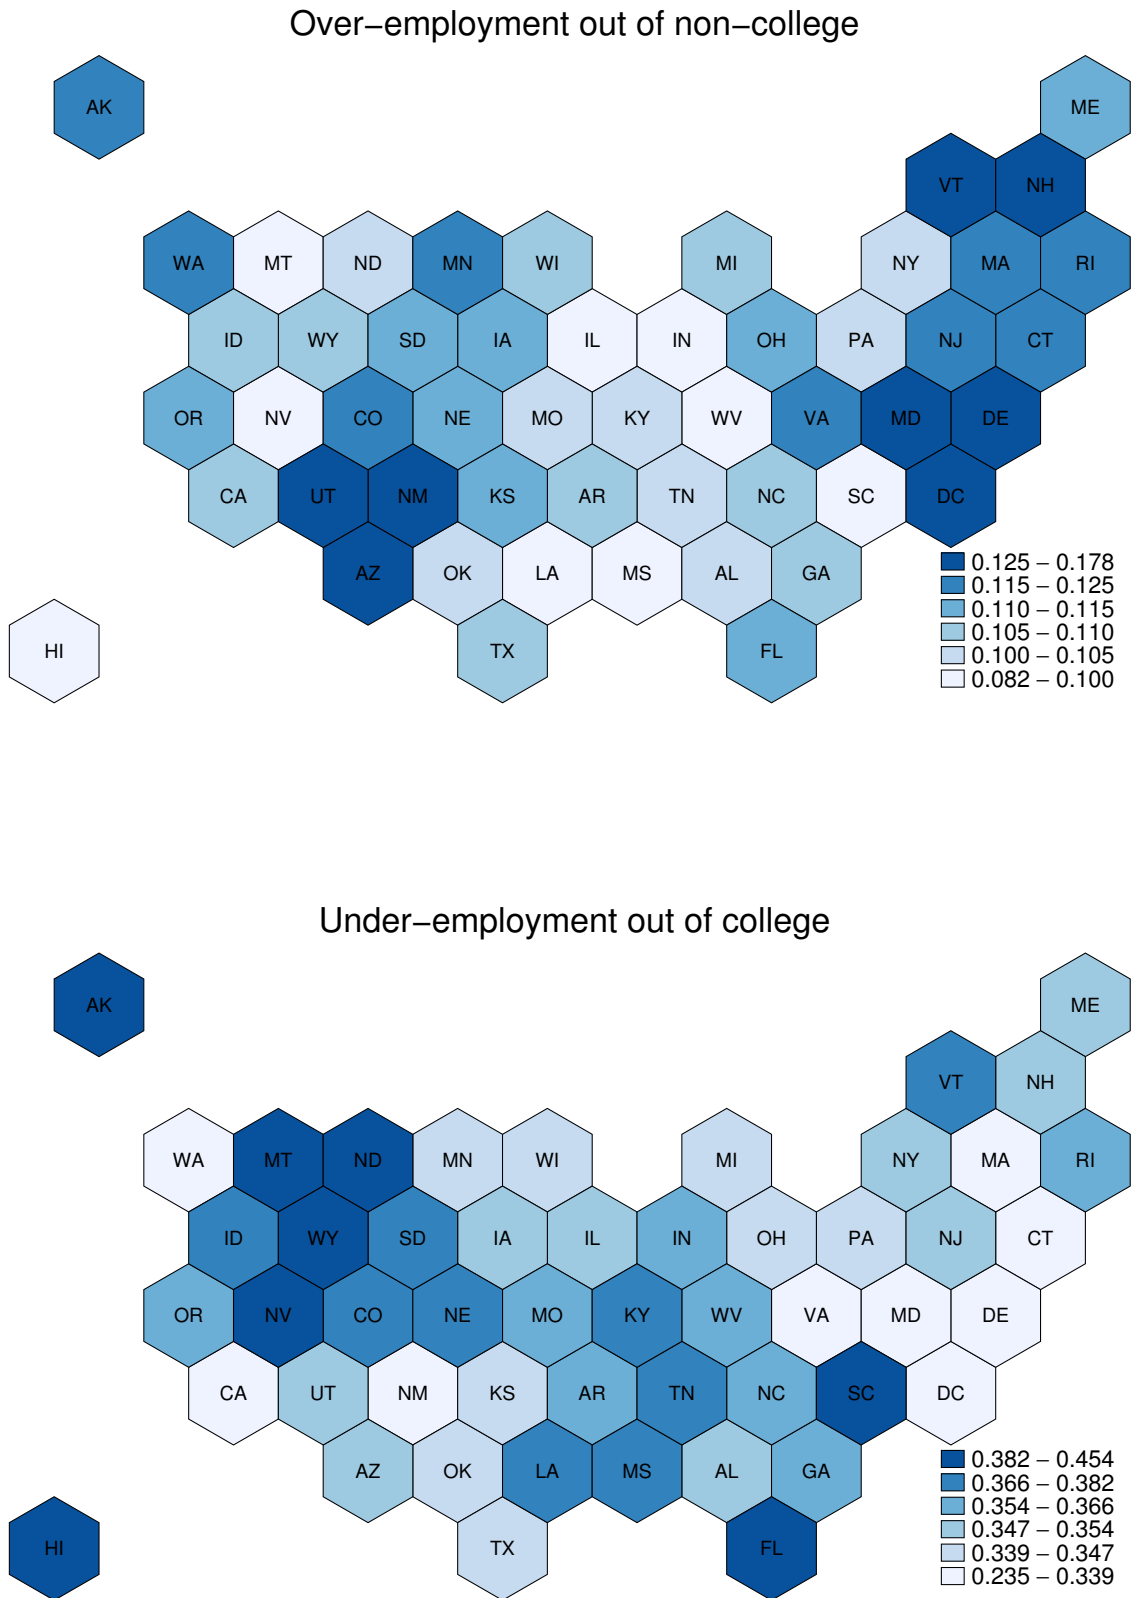 Over−employment out of non−college
AK
ME
VT NH
WA MT ND MN WI MI NY MA RI
ID WY SD IA IL IN OH PA NJ CT
OR NV CO NE MO KY WV VA MD DE
CA UT NM KS AR TN NC SC DC
AZ OK LA MS AL GA
HI TX FL
0.125 − 0.178
0.115 − 0.125
0.110 − 0.115
0.105 − 0.110
0.100 − 0.105
0.082 − 0.100
Under−employment out of college
AK
ME
VT NH
WA MT ND MN WI MI NY MA RI
ID WY SD IA IL IN OH PA NJ CT
OR NV CO NE MO KY WV VA MD DE
CA UT NM KS AR TN NC SC DC
AZ OK LA MS AL GA
HI TX FL
0.382 − 0.454
0.366 − 0.382
0.354 − 0.366
0.347 − 0.354
0.339 − 0.347
0.235 − 0.339